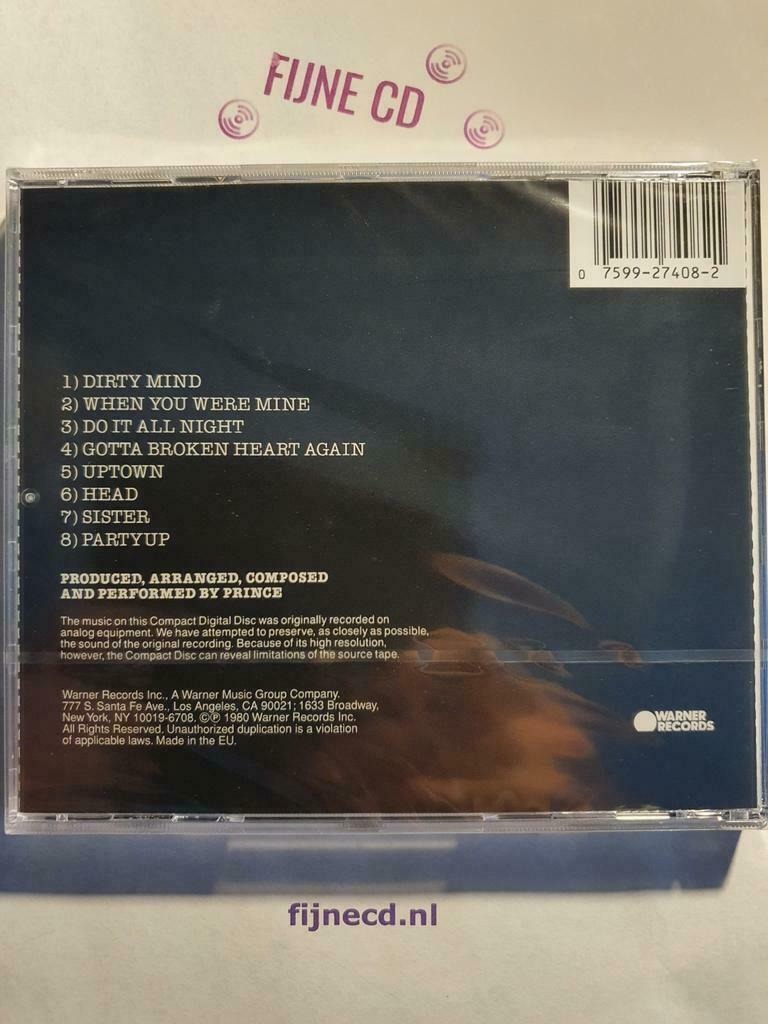 FIJNE CD
0 7599-27408-2
1) DIRTY MIND
2) WHEN YOU WERE MINE
3) DO IT ALL NIGHT
4) GOTTA BROKEN HEART AGAIN
5) UPTOWN
6) HEAD
7) SISTER
8) PARTYUP
PRODUCED, ARRANGED, COMPOSED
AND PERFORMED BY PRINCE
The music on this Compact Digital Disc was originally recorded on
analog equipment. We have attempted to preserve, as closely as possible,
the sound of the original recording. Because of its high resolution,
however, the Compact Disc can reveal limitations of the source tape.
Warner Records Inc., A Warner Music Group Company.
777 S. Santa Fe Ave., Los Angeles, CA 90021; 1633 Broadway,
New York, NY 10019-6708. ©℗ 1980 Warner Records Inc.
All Rights Reserved. Unauthorized duplication is a violation
of applicable laws. Made in the EU.
WARNER
RECORDS
fijnecd.nl